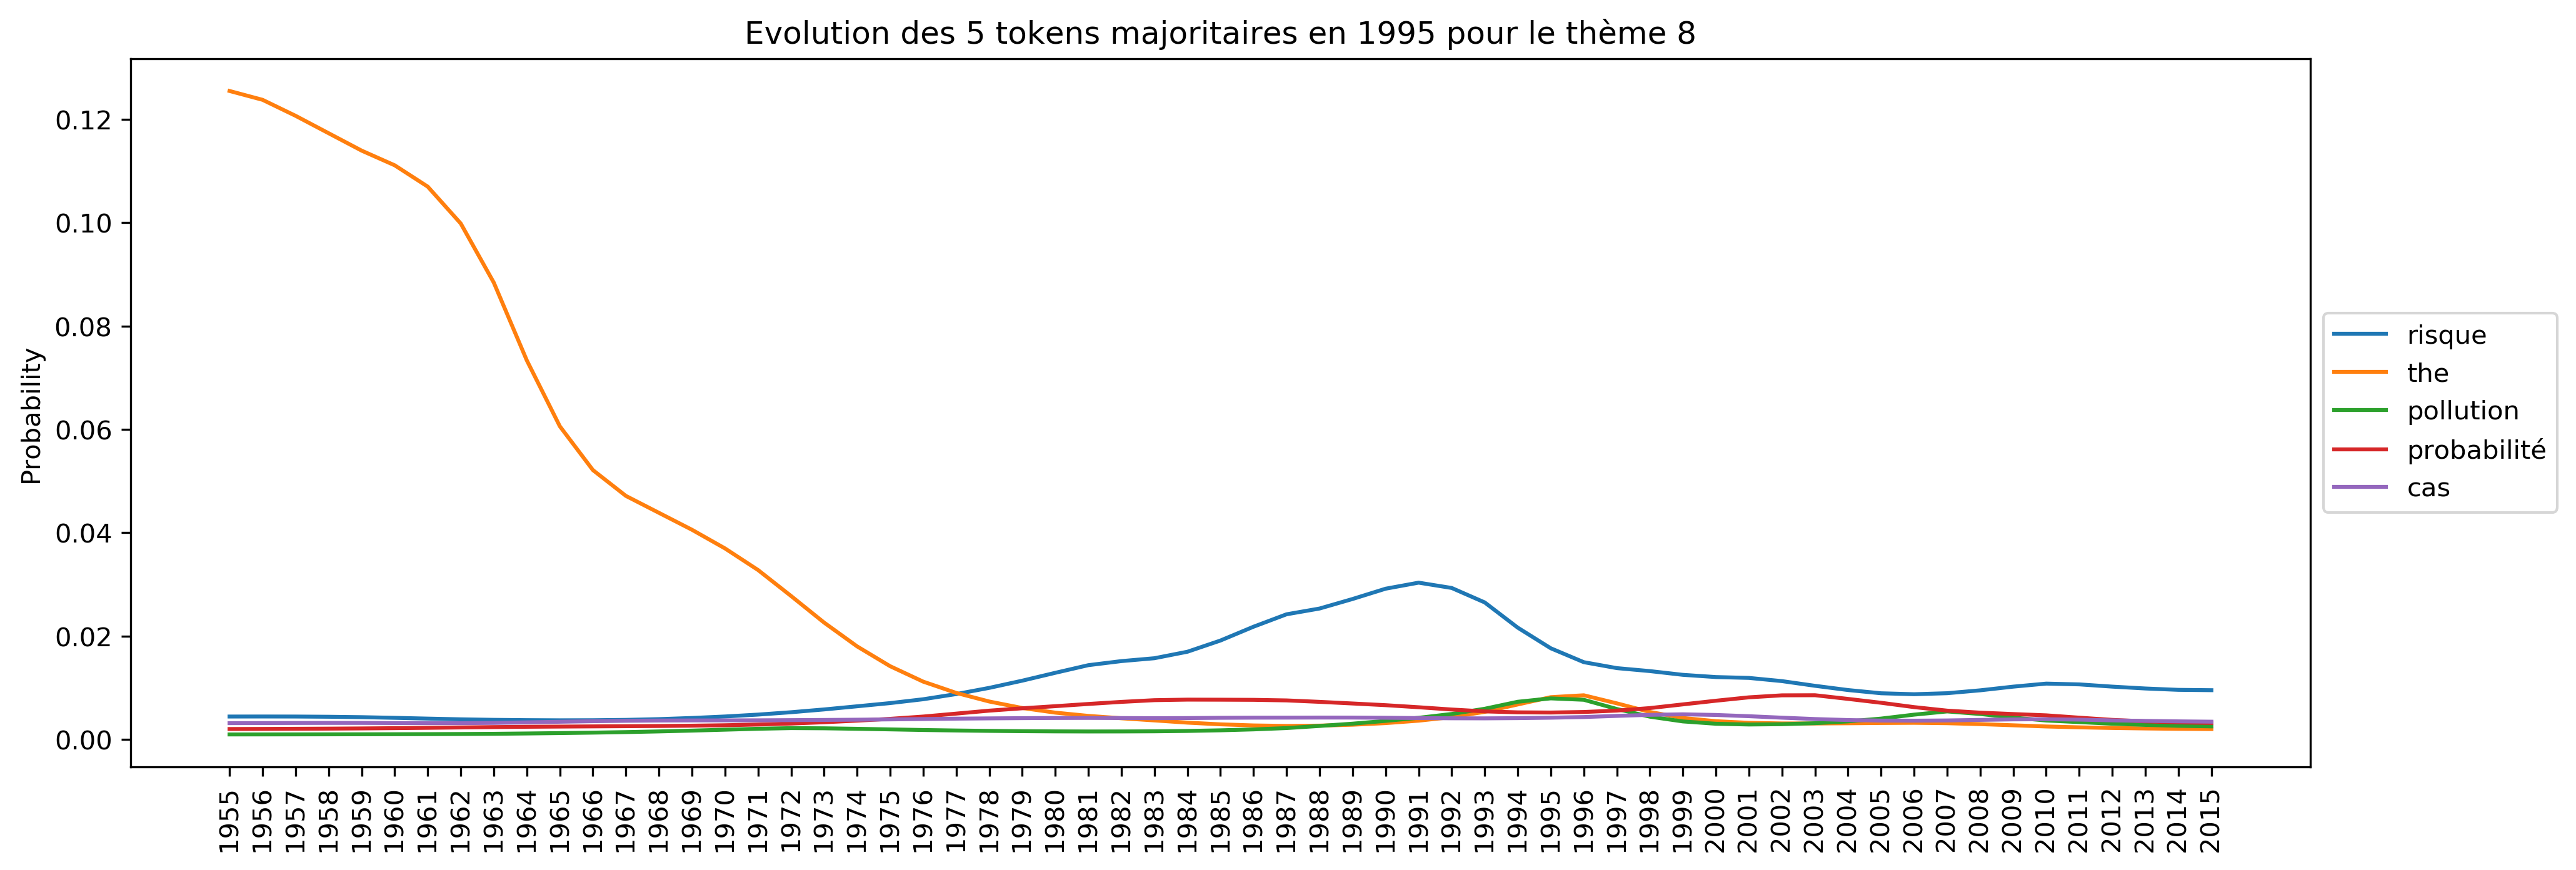 Evolution des 5 tokens majoritaires en 1995 pour le thème 8
Probability
0.12
0.10
0.08
0.06
0.04
0.02
0.00
1955 1956 1957 1958 1959 1960 1961 1962 1963 1964 1965 1966 1967 1968 1969 1970 1971 1972 1973 1974 1975 1976 1977 1978 1979 1980 1981 1982 1983 1984 1985 1986 1987 1988 1989 1990 1991 1992 1993 1994 1995 1996 1997 1998 1999 2000 2001 2002 2003 2004 2005 2006 2007 2008 2009 2010 2011 2012 2013 2014 2015
risque
the
pollution
probabilité
cas